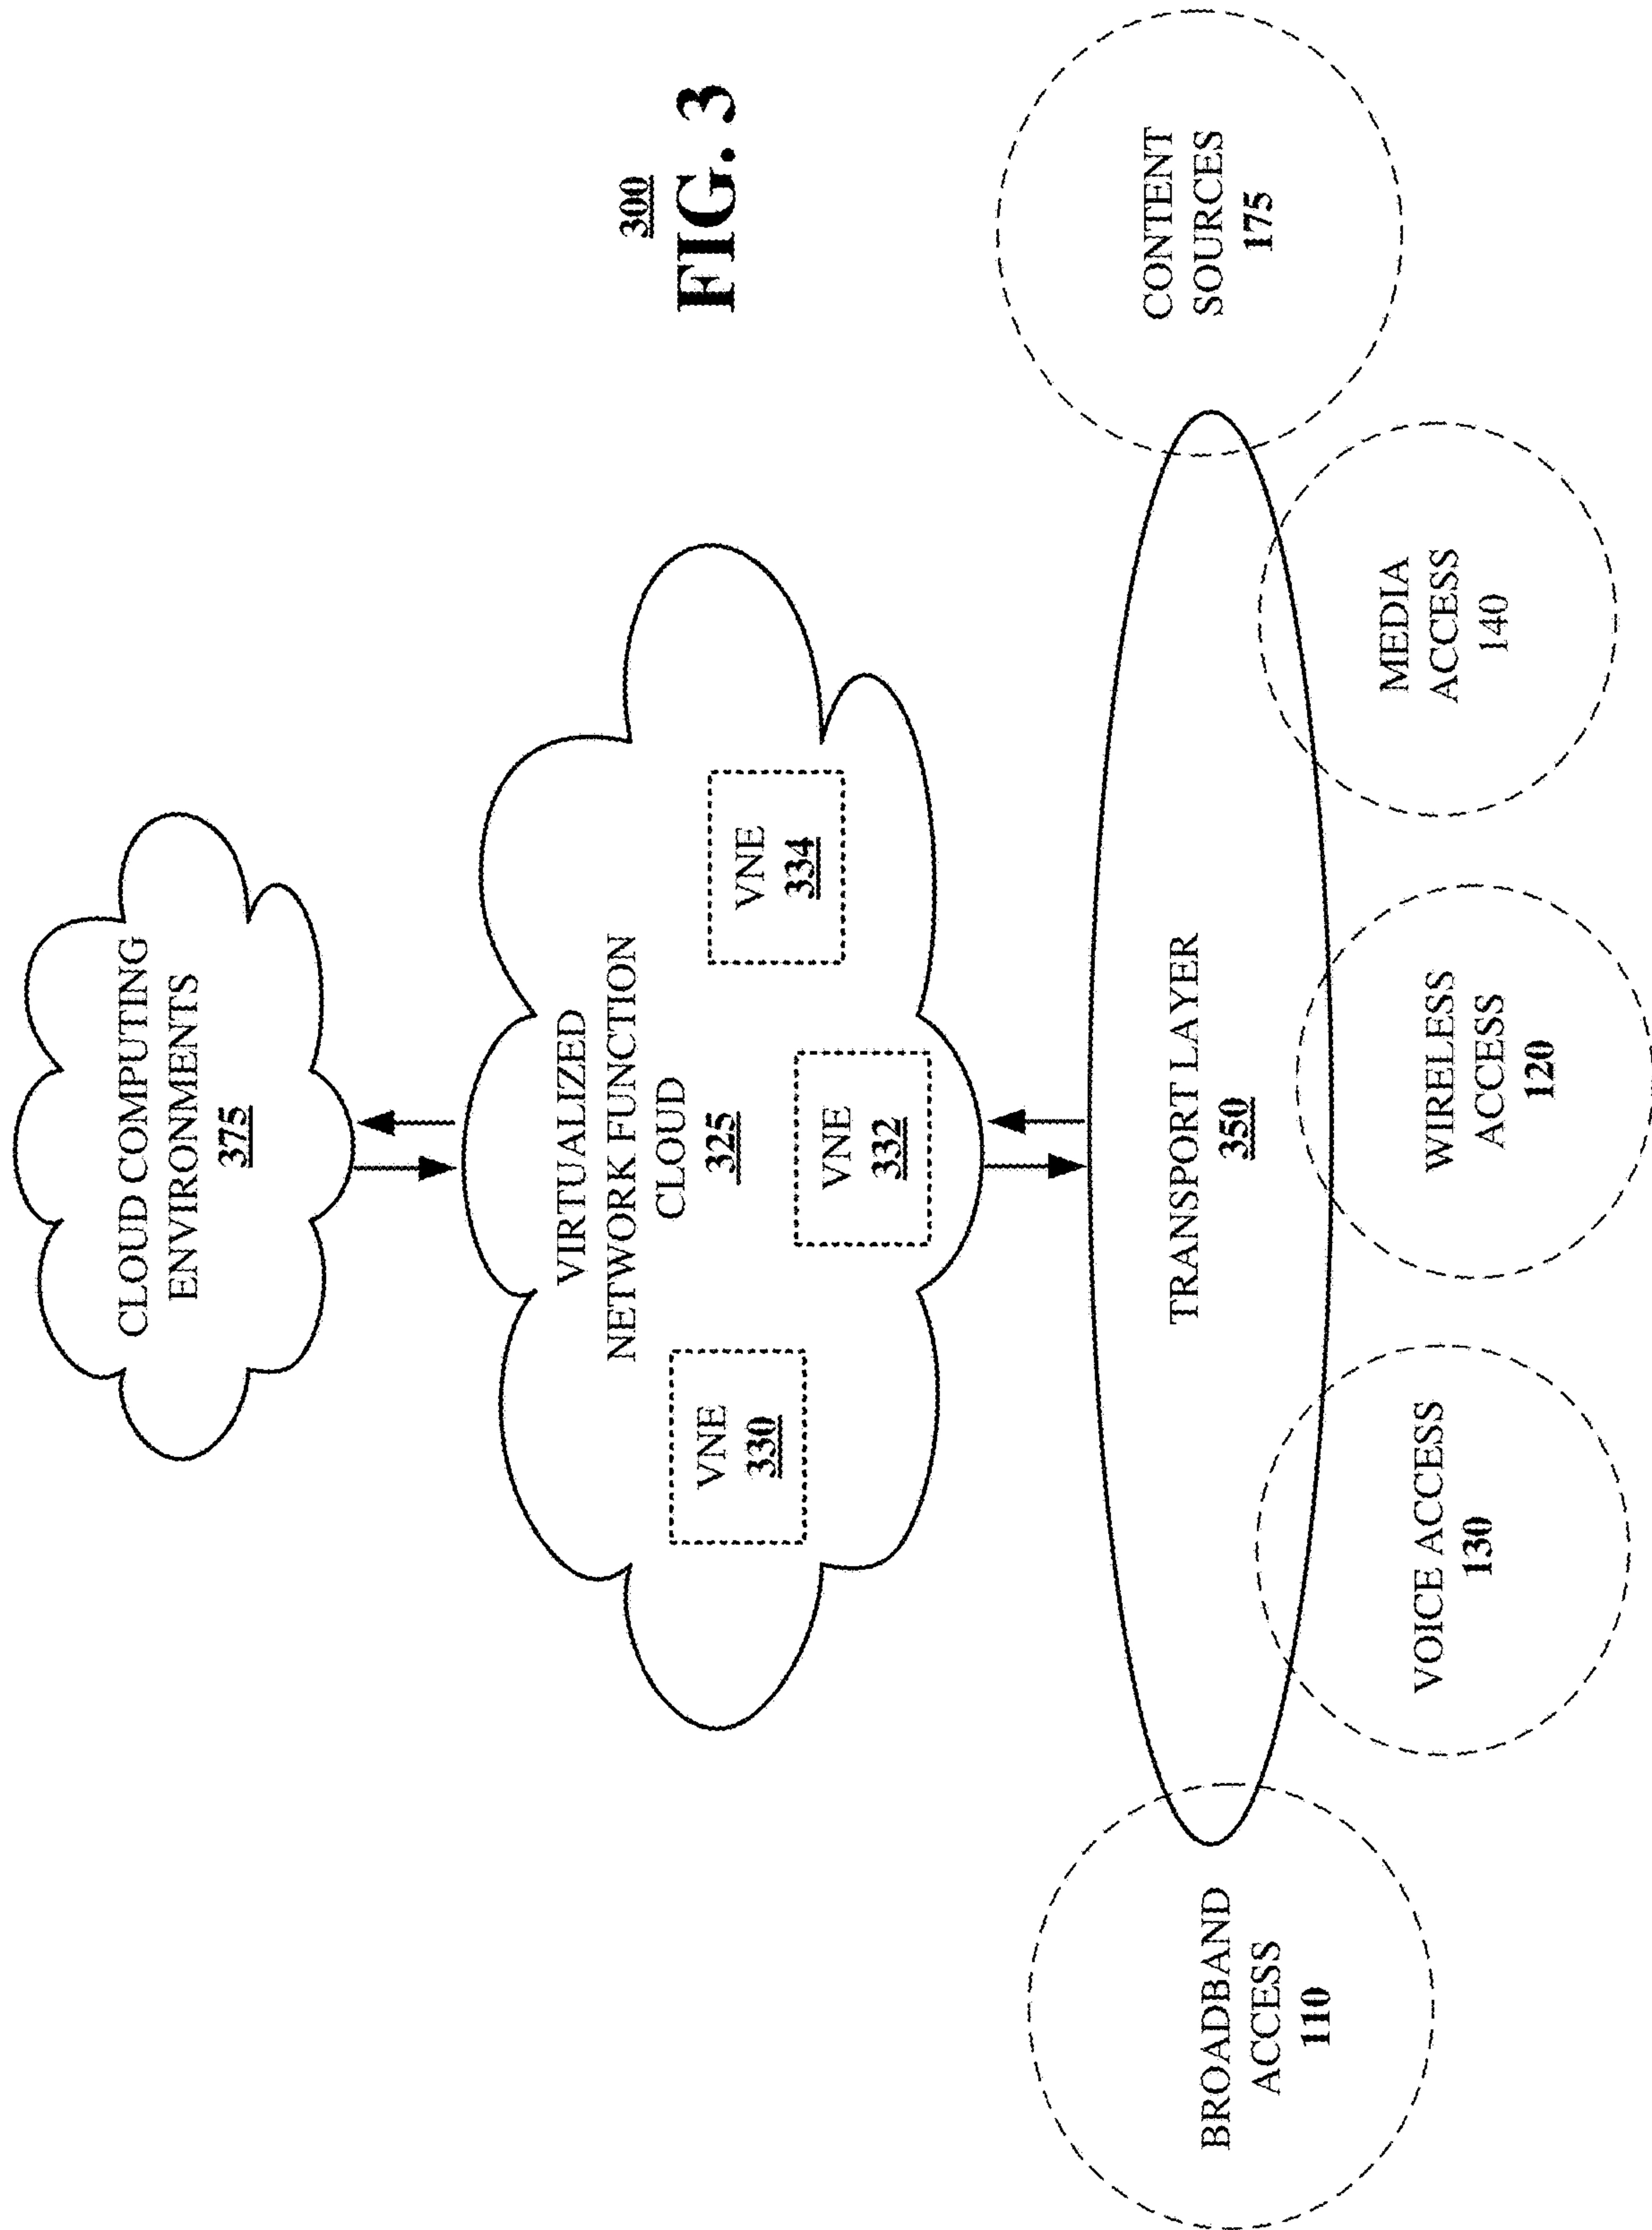 CLOUD COMPUTING
ENVIRONMENTS
375
VIRTUALIZED
NETWORK FUNCTION
CLOUD
325
VNE
330
VNE
332
VNE
334
300
FIG. 3
TRANSPORT LAYER
350
BROADBAND
ACCESS
110
VOICE ACCESS
130
WIRELESS
ACCESS
120
MEDIA
ACCESS
140
CONTENT
SOURCES
175